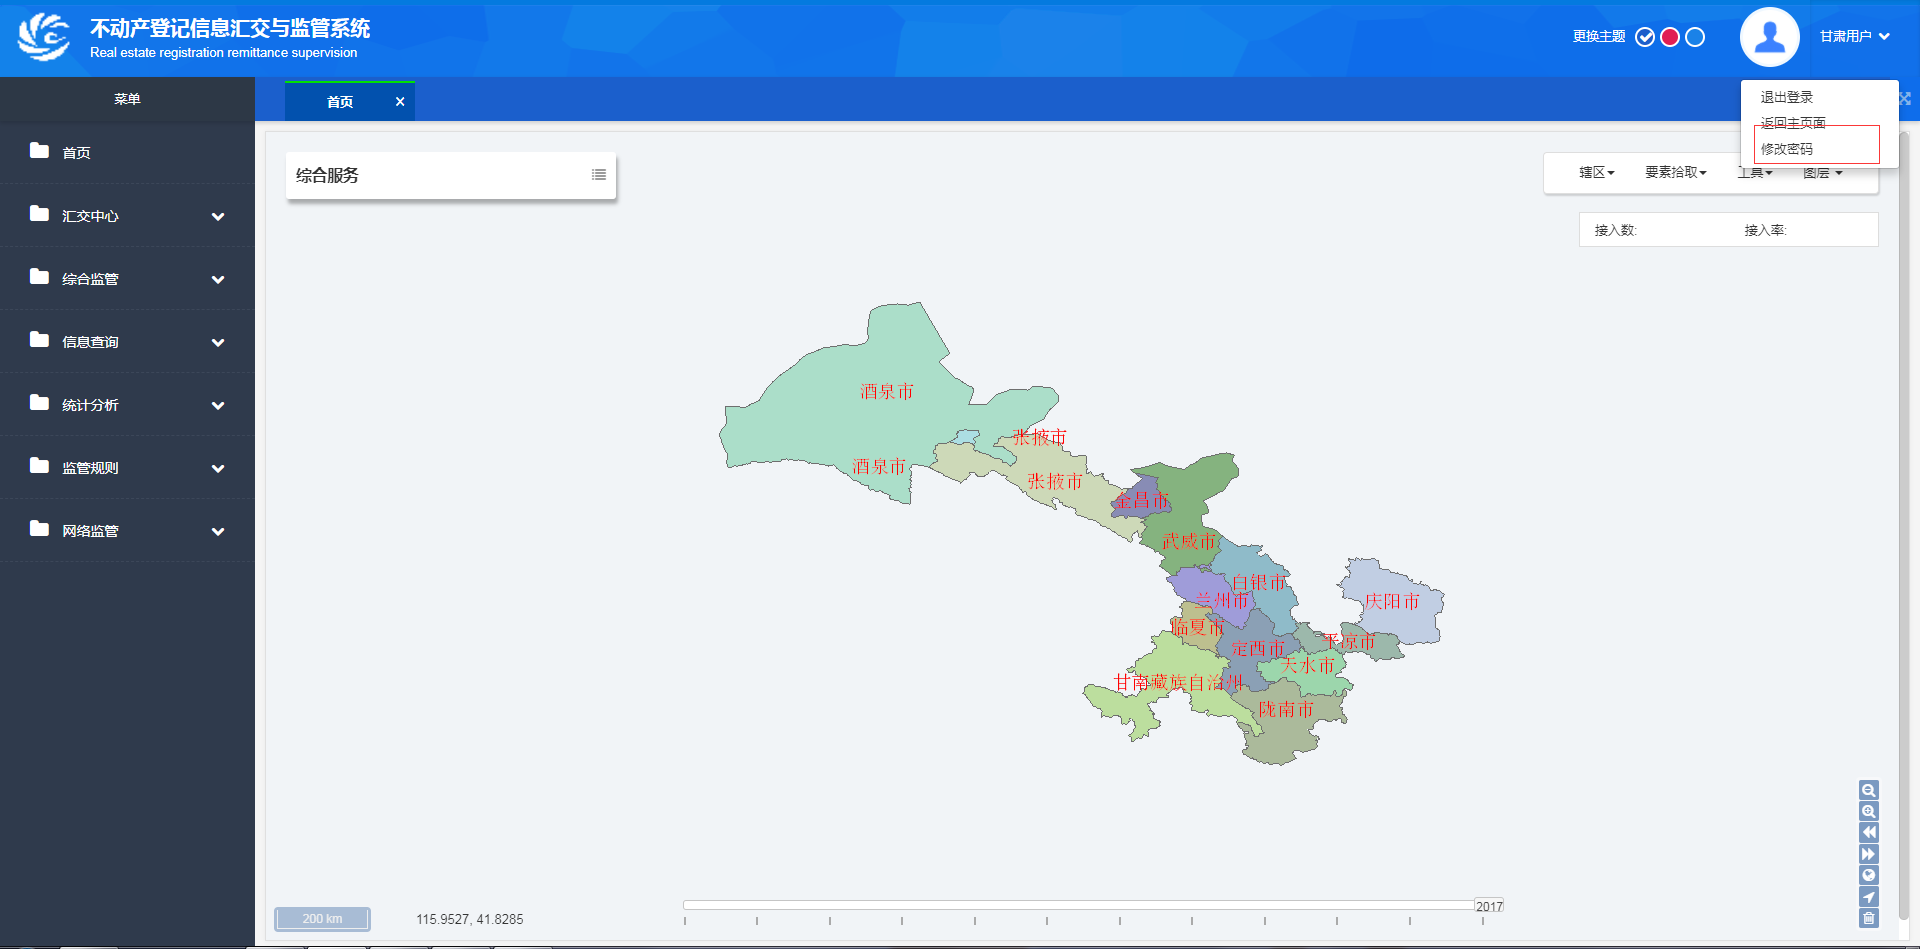 不动产登记信息汇交与监管系统
Real estate registration remittance supervision
更换主题
甘肃用户
菜单
首页
退出登录
返回主页面
修改密码
首页
汇交中心
综合监管
信息查询
统计分析
监管规则
网络监管
综合服务
辖区
要素拾取
工具
图层
接入数:
接入率:
酒泉市
张掖市
酒泉市
张掖市
金昌市
武威市
白银市
兰州市
庆阳市
临夏市
平凉市
定西市
天水市
甘南藏族自治州
陇南市
200 km
115.9527, 41.8285
2017